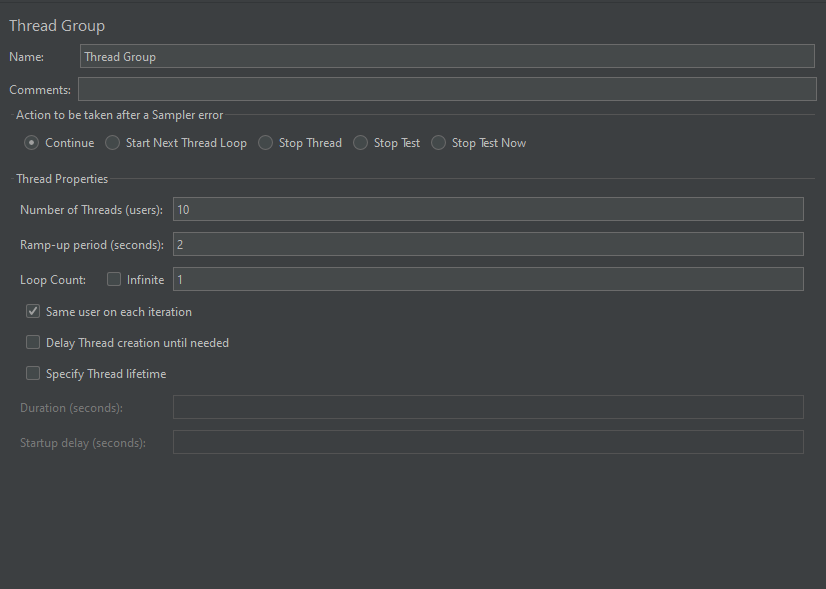 Thread Group
Name: Thread Group
Comments:
Action to be taken after a Sampler error
Continue Start Next Thread Loop Stop Thread Stop Test Stop Test Now
Thread Properties
Number of Threads (users): 10
Ramp-up period (seconds): 2
Loop Count: Infinite 1
Same user on each iteration
Delay Thread creation until needed
Specify Thread lifetime
Duration (seconds):
Startup delay (seconds):